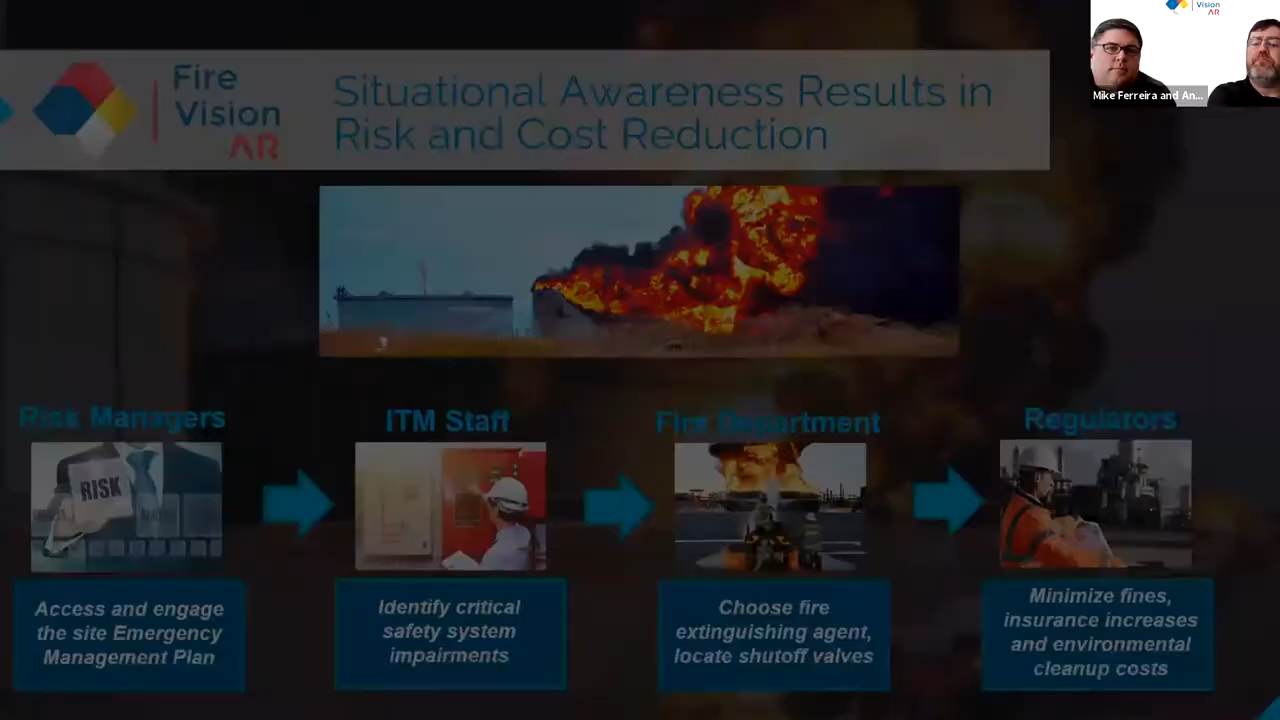 Vision
AR
Mike Ferreira and An...
Fire
Vision
AR
Situational Awareness Results in
Risk and Cost Reduction
Risk Managers
ITM Staff
Fire Department
Regulators
RISK
Access and engage
the site Emergency
Management Plan
Identify critical
safety system
impairments
Choose fire
extinguishing agent,
locate shutoff valves
Minimize fines,
insurance increases
and environmental
cleanup costs